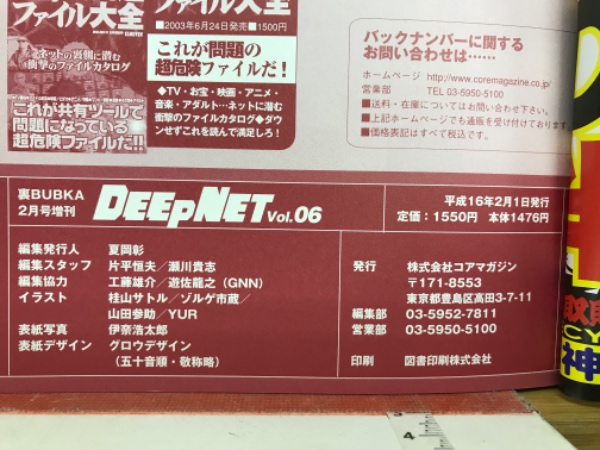 ファイル大全
ファイル大全
■2003年6月24日発売■1500円
ネットの裏側に潜む
衝撃のファイルカタログ
これが共有ツールで
問題になっている
超危険ファイルだ!!
これが問題の
超危険ファイルだ!
◆TV・お宝・映画・アニメ・
音楽・アダルト…ネットに潜む
衝撃のファイルカタログ◆ダウ
ンせずこれを読んで満足しろ!
バックナンバーに関する
お問い合わせは……
ホームページ http://www.coremagazine.co.jp/
営業部 TEL 03-5950-5100
■送料・在庫についてはお問い合わせ下さい。
■上記ホームページでも通販を受け付けております
■価格表記はすべて税込です。
裏BUBKA
2月号増刊
DEEpNET Vol.06
平成16年2月1日発行
定価:1550円 本体1476円
編集発行人 夏岡彰
編集スタッフ 片平恒夫/瀬川貴志
編集協力 工藤雄介/遊佐龍之(GNN)
イラスト 桂山サトル/ゾルゲ市蔵/
山田参助/YUR
表紙写真 伊奈浩太郎
表紙デザイン グロウデザイン
(五十音順・敬称略)
発行 株式会社コアマガジン
〒171-8553
東京都豊島区高田3-7-11
編集部 03-5952-7811
営業部 03-5950-5100
印刷 図書印刷株式会社
神
4